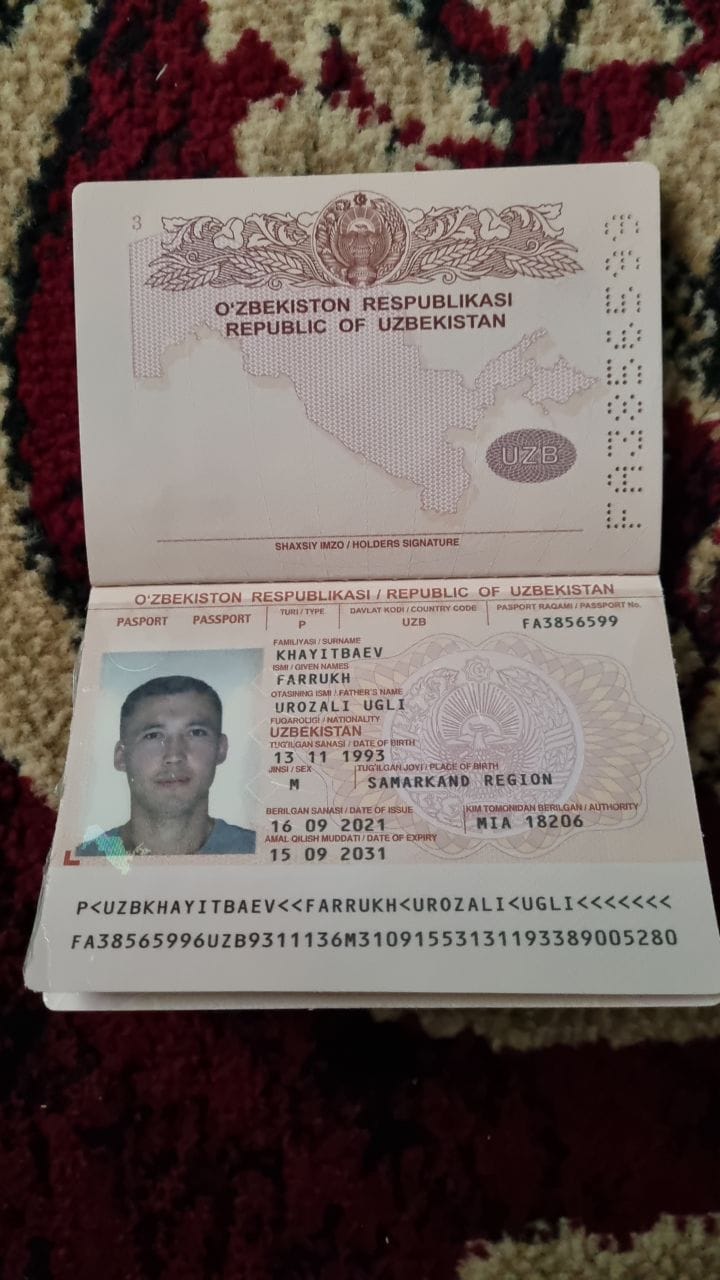 3
O‘ZBEKISTON RESPUBLIKASI
REPUBLIC OF UZBEKISTAN
UZB
FA3856599
SHAXSIY IMZO / HOLDERS SIGNATURE
O‘ZBEKISTON RESPUBLIKASI / REPUBLIC OF UZBEKISTAN
PASPORT PASSPORT
TURI / TYPE
P
DAVLAT KODI / COUNTRY CODE
UZB
PASPORT RAQAMI / PASSPORT No.
FA3856599
FAMILIYASI / SURNAME
KHAYITBAEV
ISMI / GIVEN NAMES
FARRUKH
OTASINING ISMI / FATHER'S NAME
UROZALI UGLI
FUQAROLIGI / NATIONALITY
UZBEKISTAN
TUG‘ILGAN SANASI / DATE OF BIRTH
13 11 1993
JINSI / SEX
M
TUG‘ILGAN JOYI / PLACE OF BIRTH
SAMARKAND REGION
BERILGAN SANASI / DATE OF ISSUE
16 09 2021
KIM TOMONIDAN BERILGAN / AUTHORITY
MIA 18206
AMAL QILISH MUDDATI / DATE OF EXPIRY
15 09 2031
P<UZBKHAYITBAEV<<FARRUKH<UROZALI<UGLI<<<<<<<
FA38565996UZB9311136M31091553131193389005280